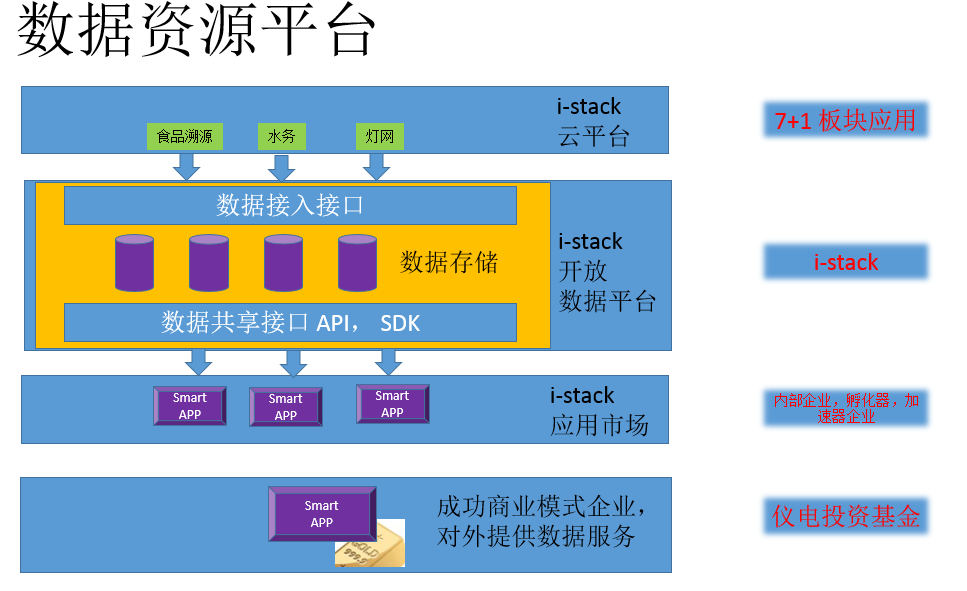 数据资源平台
i-stack
云平台
食品溯源
水务
灯网
7+1 板块应用
数据接入接口
数据存储
数据共享接口 API， SDK
i-stack
开放
数据平台
i-stack
Smart
APP
Smart
APP
Smart
APP
i-stack
应用市场
内部企业，孵化器，加
速器企业
Smart
APP
GOLD
999.9
成功商业模式企业，
对外提供数据服务
仪电投资基金